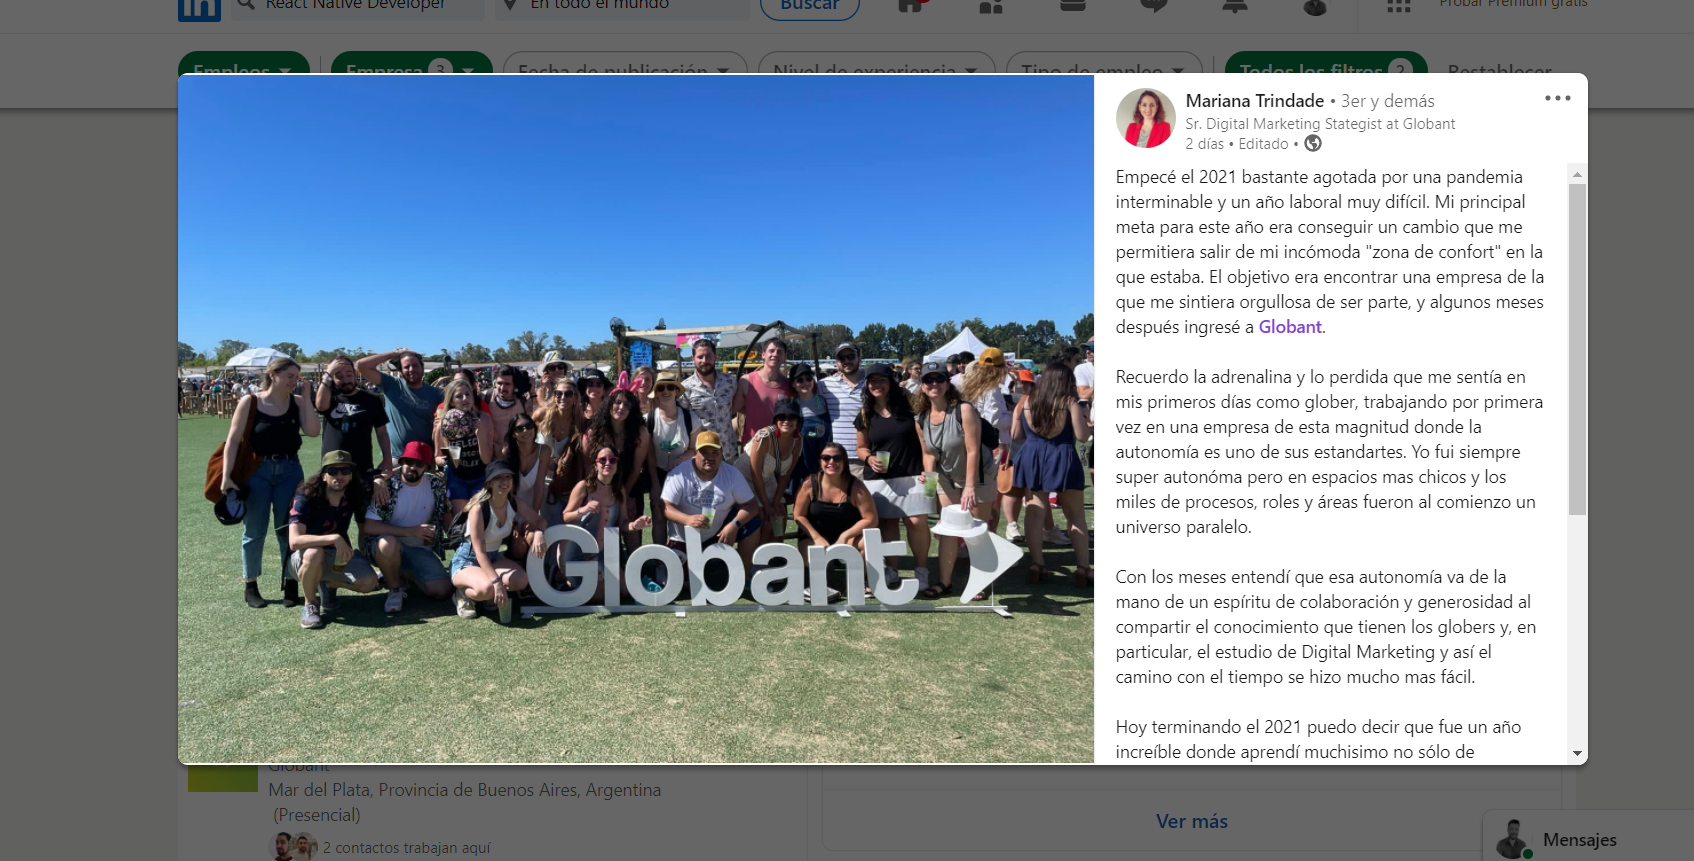 in
React Native Developer
En todo el mundo
Buscar
Probar Premium gratis
Empleos
Empresa 3
Fecha de publicación
Nivel de experiencia
Tipo de empleo
Todos los filtros 2
Restablecer
Globant
Mariana Trindade • 3er y demás
Sr. Digital Marketing Stategist at Globant
2 días • Editado •
Empecé el 2021 bastante agotada por una pandemia
interminable y un año laboral muy difícil. Mi principal
meta para este año era conseguir un cambio que me
permitiera salir de mi incómoda "zona de confort" en la
que estaba. El objetivo era encontrar una empresa de la
que me sintiera orgullosa de ser parte, y algunos meses
después ingresé a Globant.
Recuerdo la adrenalina y lo perdida que me sentía en
mis primeros días como glober, trabajando por primera
vez en una empresa de esta magnitud donde la
autonomía es uno de sus estandartes. Yo fui siempre
super autonóma pero en espacios mas chicos y los
miles de procesos, roles y áreas fueron al comienzo un
universo paralelo.
Con los meses entendí que esa autonomía va de la
mano de un espíritu de colaboración y generosidad al
compartir el conocimiento que tienen los globers y, en
particular, el estudio de Digital Marketing y así el
camino con el tiempo se hizo mucho mas fácil.
Hoy terminando el 2021 puedo decir que fue un año
increíble donde aprendí muchisimo no sólo de
Globant
Mar del Plata, Provincia de Buenos Aires, Argentina
(Presencial)
2 contactos trabajan aquí
Ver más
Mensajes